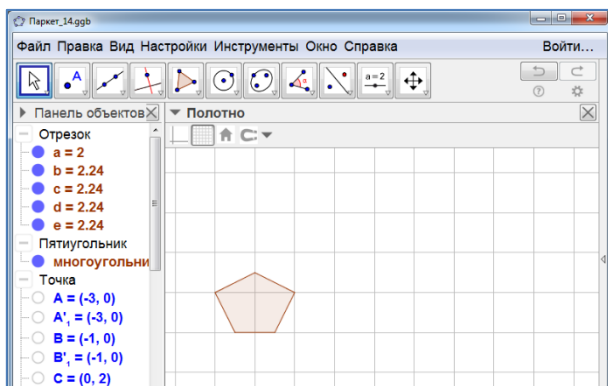 Паркет_14.ggb
Файл Правка Вид Настройки Инструменты Окно Справка Войти...
A
a=2
Панель объектов
Полотно
Отрезок
a = 2
b = 2.24
c = 2.24
d = 2.24
e = 2.24
Пятиугольник
многоугольни
Точка
A = (-3, 0)
A'₁ = (-3, 0)
B = (-1, 0)
B'₁ = (-1, 0)
C = (0, 2)